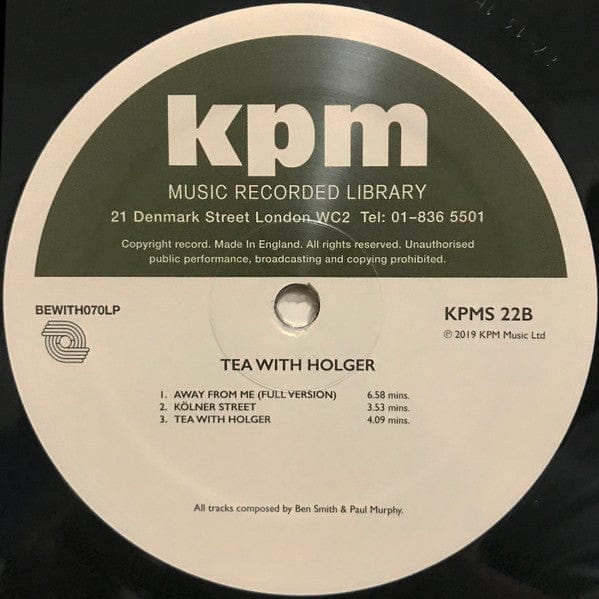 kpm
MUSIC RECORDED LIBRARY
21 Denmark Street London WC2 Tel: 01-836 5501
Copyright record. Made In England. All rights reserved. Unauthorised
public performance, broadcasting and copying prohibited.
BEWITH070LP
KPMS 22B
℗ 2019 KPM Music Ltd
TEA WITH HOLGER
1. AWAY FROM ME (FULL VERSION) 6.58 mins.
2. KÖLNER STREET 3.53 mins.
3. TEA WITH HOLGER 4.09 mins.
All tracks composed by Ben Smith & Paul Murphy.